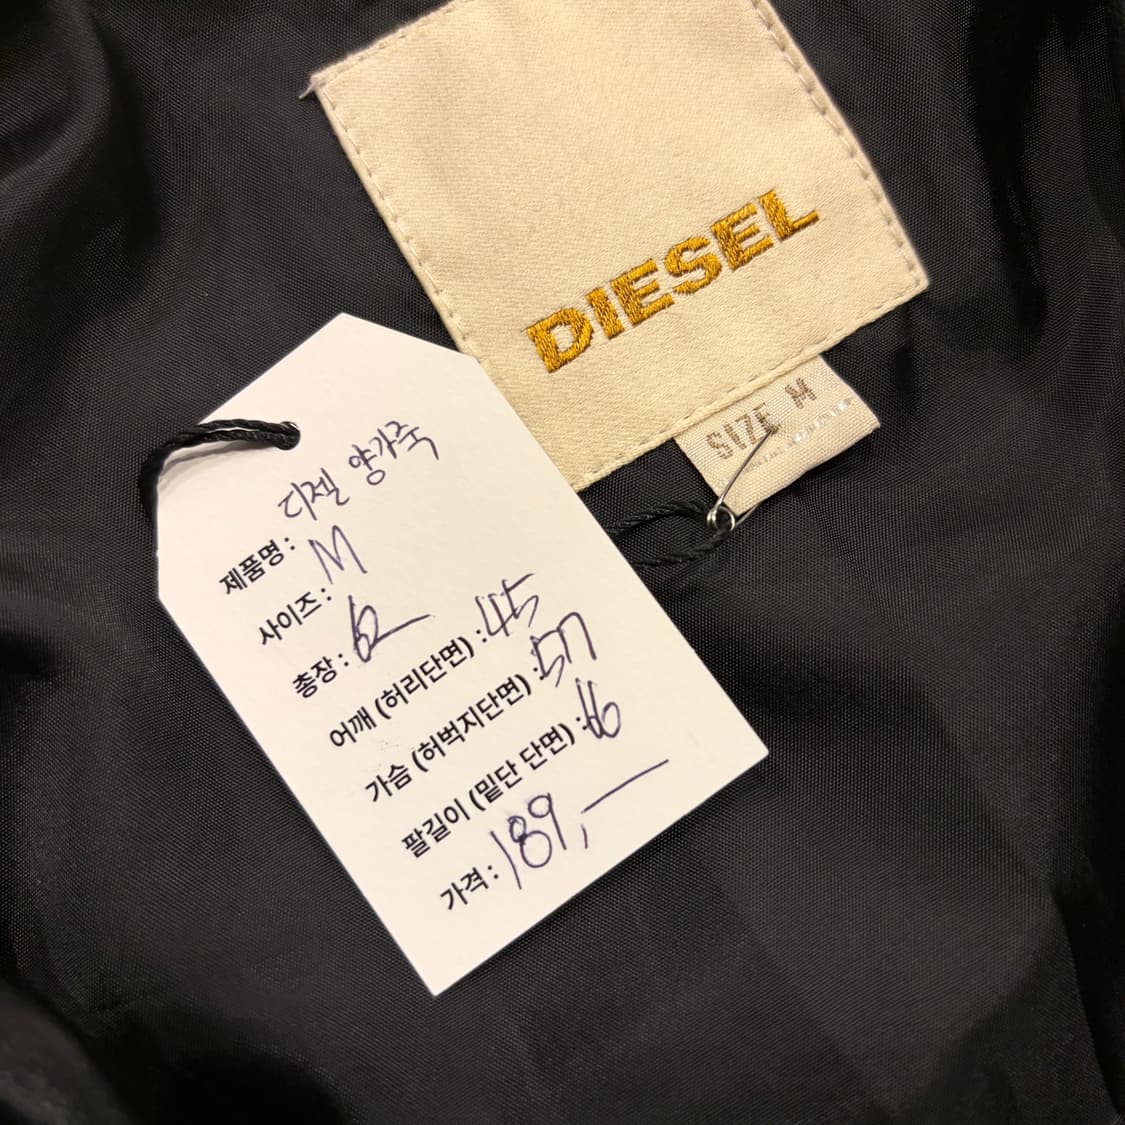 DIESEL
SIZE M
제품명 : 디젤 양가죽
사이즈 : M
총장 : 62
어깨 (허리단면) : 45
가슴 (허벅지단면) : 57
팔길이 (밑단 단면) : 66
가격 : 189,—